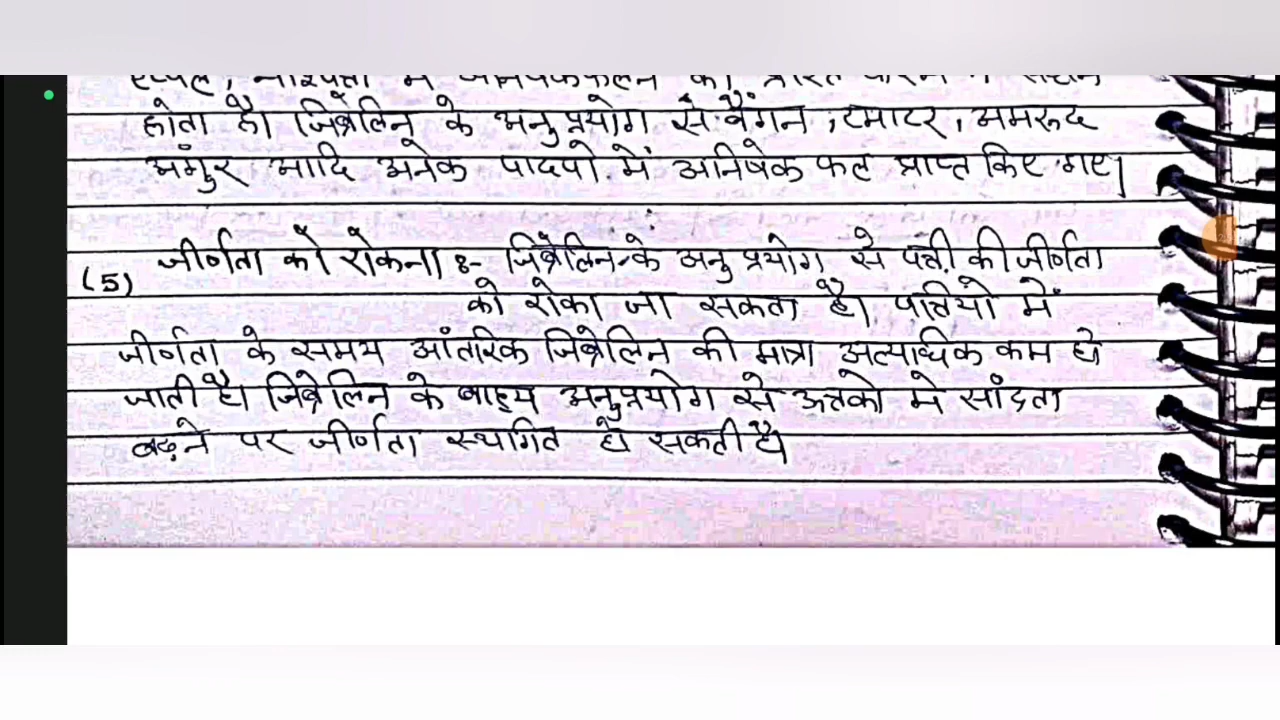 होता है। जिब्रेलिन के अनुप्रयोग से बैंगन, टमाटर, अमरूद
अंगुर आदि अनेक पादपो में अनिषेक फल प्राप्त किए गए।
(5) जीर्णता को रोकना :- जिब्रेलिन के अनुप्रयोग से पत्ती की जीर्णता
को रोका जा सकता है। पत्तियो में
जीर्णता के समय आंतरिक जिब्रेलिन की मात्रा अत्याधिक कम हो
जाती है। जिब्रेलिन के बाह्य अनुप्रयोग से ऊतको मे सांद्रता
बढ़ने पर जीर्णता स्थगित हो सकती है।